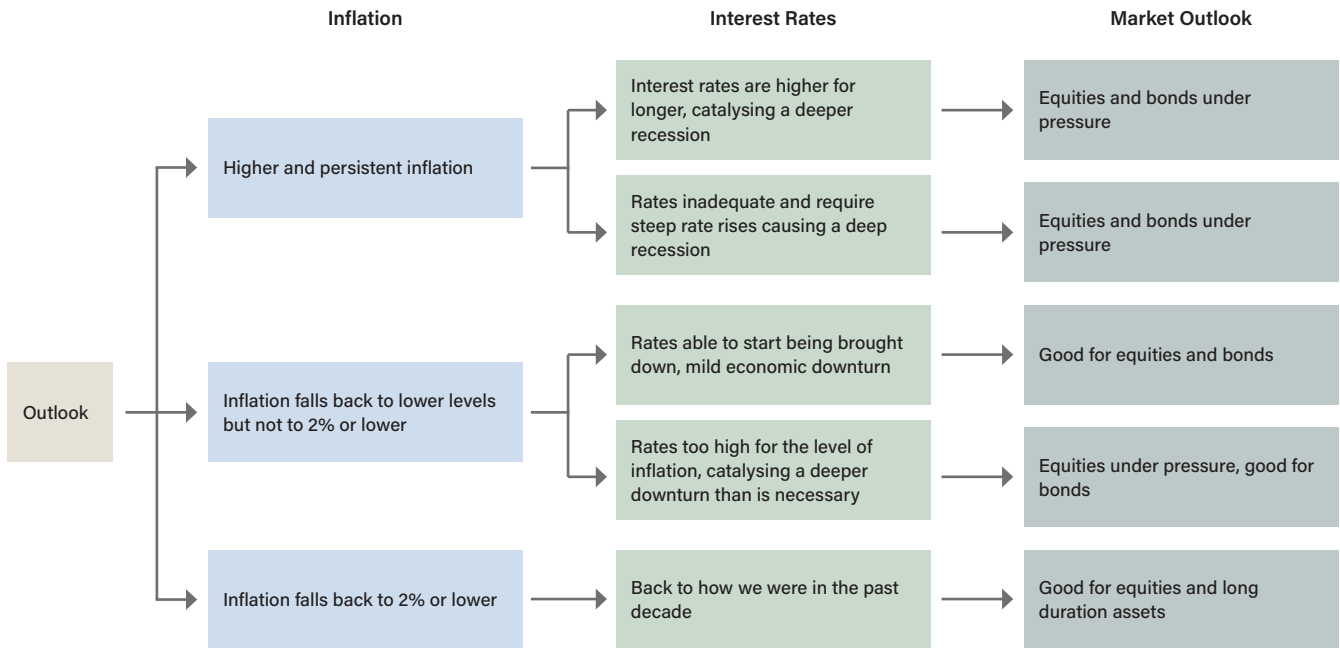 Inflation
Interest Rates
Market Outlook
Outlook
Higher and persistent inflation
Interest rates are higher for
longer, catalysing a deeper
recession
Equities and bonds under
pressure
Rates inadequate and require
steep rate rises causing a deep
recession
Equities and bonds under
pressure
Inflation falls back to lower levels
but not to 2% or lower
Rates able to start being brought
down, mild economic downturn
Good for equities and bonds
Rates too high for the level of
inflation, catalysing a deeper
downturn than is necessary
Equities under pressure, good for
bonds
Inflation falls back to 2% or lower
Back to how we were in the past
decade
Good for equities and long
duration assets